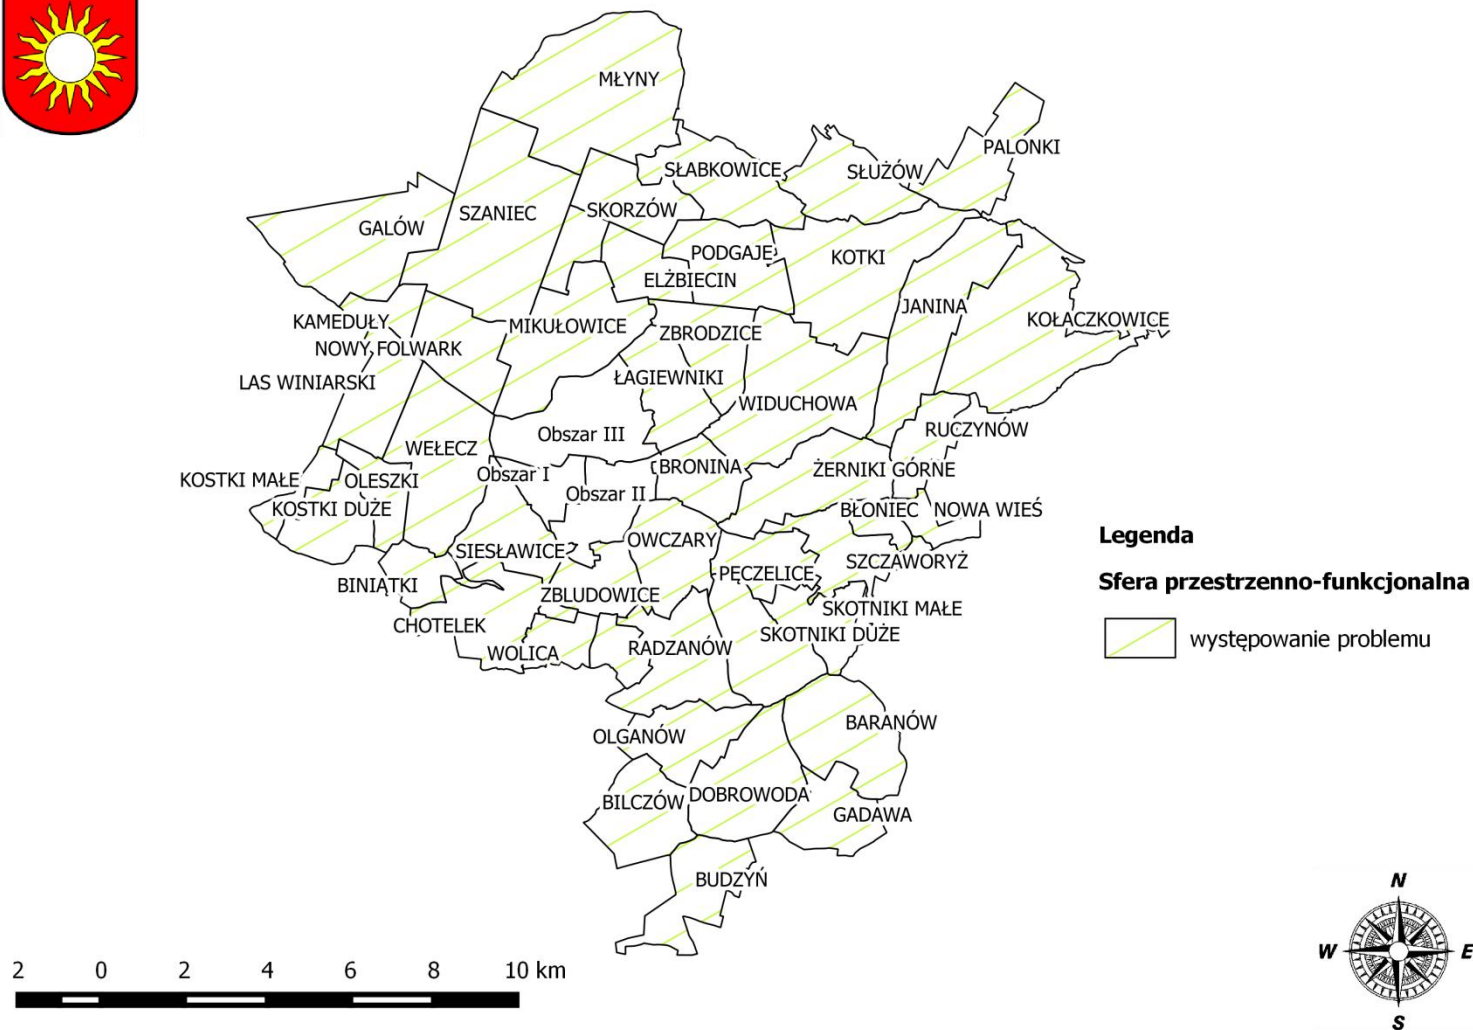 MŁYNY
PALONKI
SŁABKOWICE
SŁUŻÓW
SZANIEC
SKORZÓW
GALÓW
PODGAJE
KOTKI
ELŻBIECIN
JANINA
KAMEDUŁY
MIKUŁOWICE
ZBRODZICE
KOŁACZKOWICE
NOWY FOLWARK
LAS WINIARSKI
ŁAGIEWNIKI
WIDUCHOWA
Obszar III
RUCZYNÓW
WEŁECZ
KOSTKI MAŁE
OLESZKI
Obszar I
BRONINA
ŻERNIKI GÓRNE
Obszar II
KOSTKI DUŻE
BŁONIEC
NOWA WIEŚ
OWCZARY
SIESŁAWICE
SZCZAWORYŻ
PĘCZELICE
BINIĄTKI
ZBLUDOWICE
SKOTNIKI MAŁE
CHOTELEK
SKOTNIKI DUŻE
WOLICA
RADZANÓW
BARANÓW
OLGANÓW
BILCZÓW
DOBROWODA
GADAWA
BUDZYŃ
Legenda
Sfera przestrzenno-funkcjonalna
występowanie problemu
2 0 2 4 6 8 10 km
N
W E
S